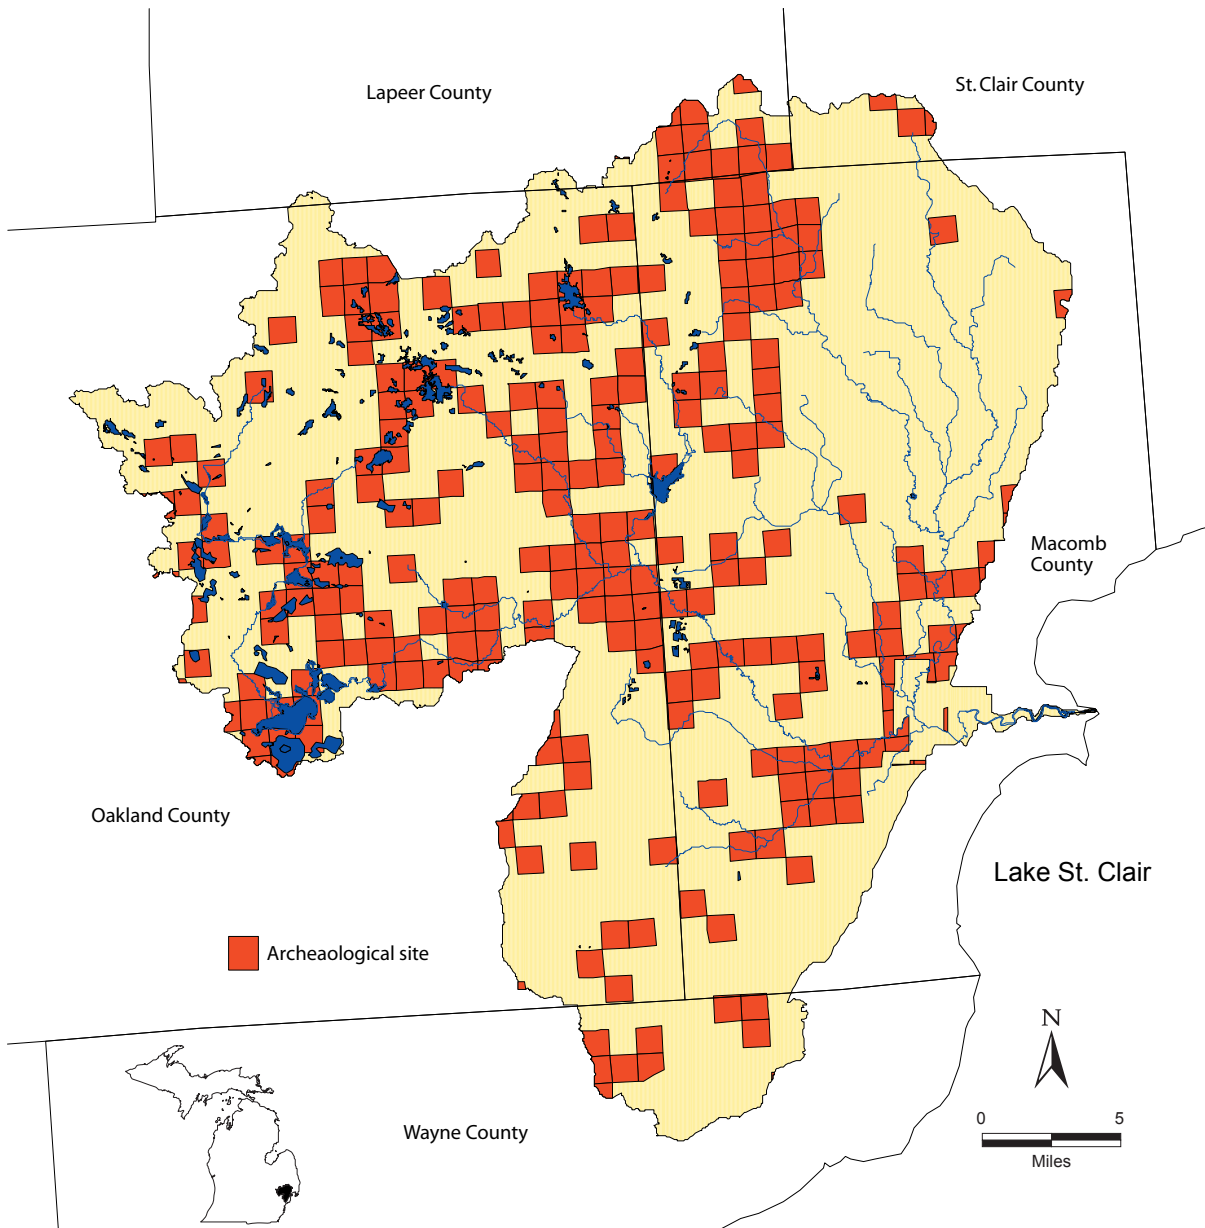 Lapeer County
St. Clair County
Macomb
County
Oakland County
Lake St. Clair
Archeaological site
N
0 5
Miles
Wayne County